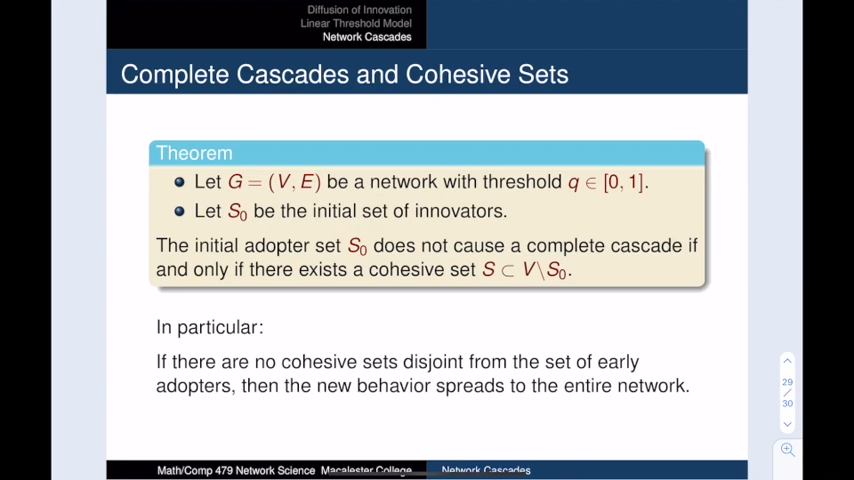 Diffusion of Innovation
Linear Threshold Model
Network Cascades
Complete Cascades and Cohesive Sets
Theorem
Let G = (V, E) be a network with threshold q ∈ [0, 1].
Let S₀ be the initial set of innovators.
The initial adopter set S₀ does not cause a complete cascade if
and only if there exists a cohesive set S ⊂ V\S₀.
In particular:
If there are no cohesive sets disjoint from the set of early
adopters, then the new behavior spreads to the entire network.
29
/
30
Math/Comp 479 Network Science Macalester College Network Cascades